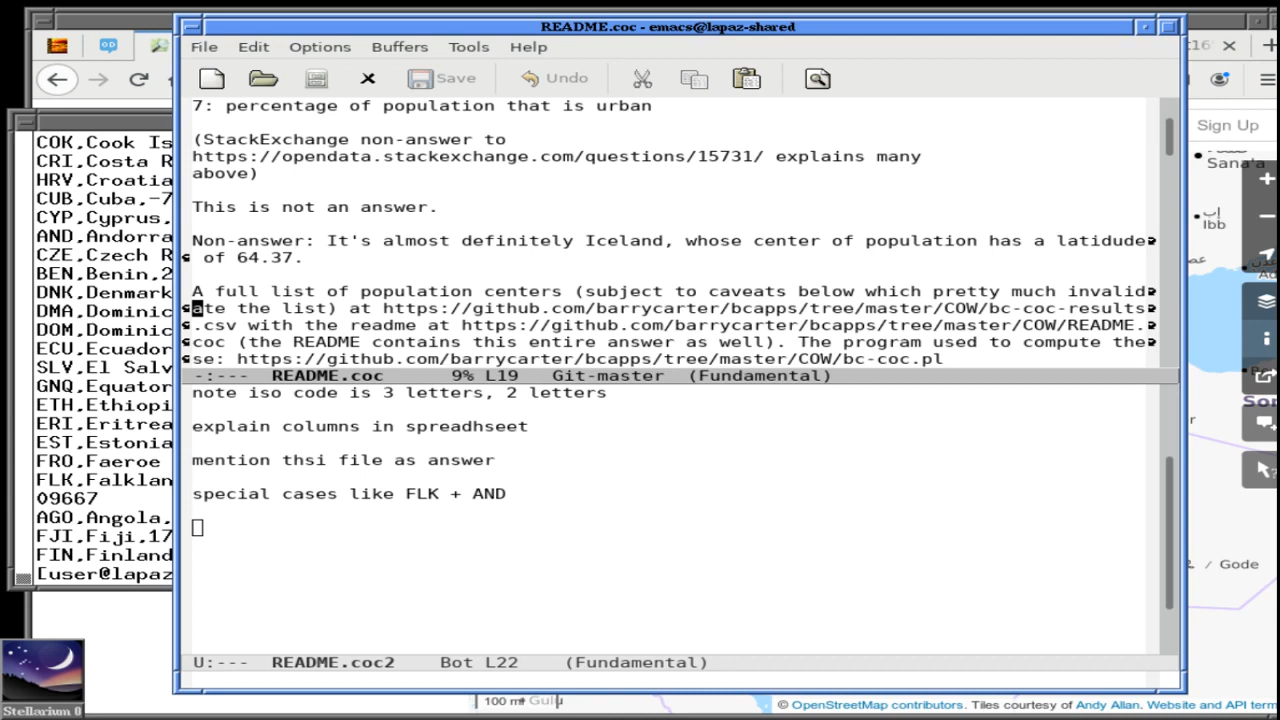 README.coc - emacs@lapaz-shared
File Edit Options Buffers Tools Help
Save Undo
7: percentage of population that is urban
(StackExchange non-answer to
https://opendata.stackexchange.com/questions/15731/ explains many
above)
This is not an answer.
Non-answer: It's almost definitely Iceland, whose center of population has a latidude
of 64.37.
A full list of population centers (subject to caveats below which pretty much invalid
ate the list) at https://github.com/barrycarter/bcapps/tree/master/COW/bc-coc-results
.csv with the readme at https://github.com/barrycarter/bcapps/tree/master/COW/README.
coc (the README contains this entire answer as well). The program used to compute the
se: https://github.com/barrycarter/bcapps/tree/master/COW/bc-coc.pl
-:--- README.coc 9% L19 Git-master (Fundamental)
note iso code is 3 letters, 2 letters
explain columns in spreadhseet
mention thsi file as answer
special cases like FLK + AND
U:--- README.coc2 Bot L22 (Fundamental)
COK,Cook Is
CRI,Costa R
HRV,Croatia
CUB,Cuba,-7
CYP,Cyprus,
AND,Andorra
CZE,Czech R
BEN,Benin,2
DNK,Denmark
DMA,Dominic
DOM,Dominic
ECU,Ecuador
SLV,El Salv
GNQ,Equator
ETH,Ethiopi
ERI,Eritrea
EST,Estonia
FRO,Faeroe
FLK,Falklan
09667
AGO,Angola,
FJI,Fiji,17
FIN,Finland
[user@lapaz
Stellarium 0
Sign Up
Sana'a
إب
Ibb
Gode
100 mi
© OpenStreetMap contributors. Tiles courtesy of Andy Allan. Website and API term